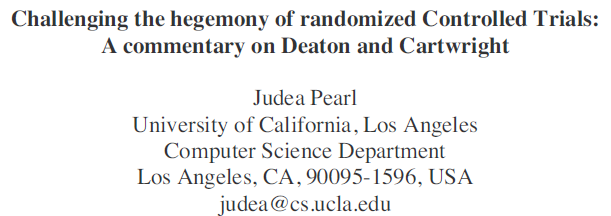 Challenging the hegemony of randomized Controlled Trials:
A commentary on Deaton and Cartwright
Judea Pearl
University of California, Los Angeles
Computer Science Department
Los Angeles, CA, 90095-1596, USA
judea@cs.ucla.edu